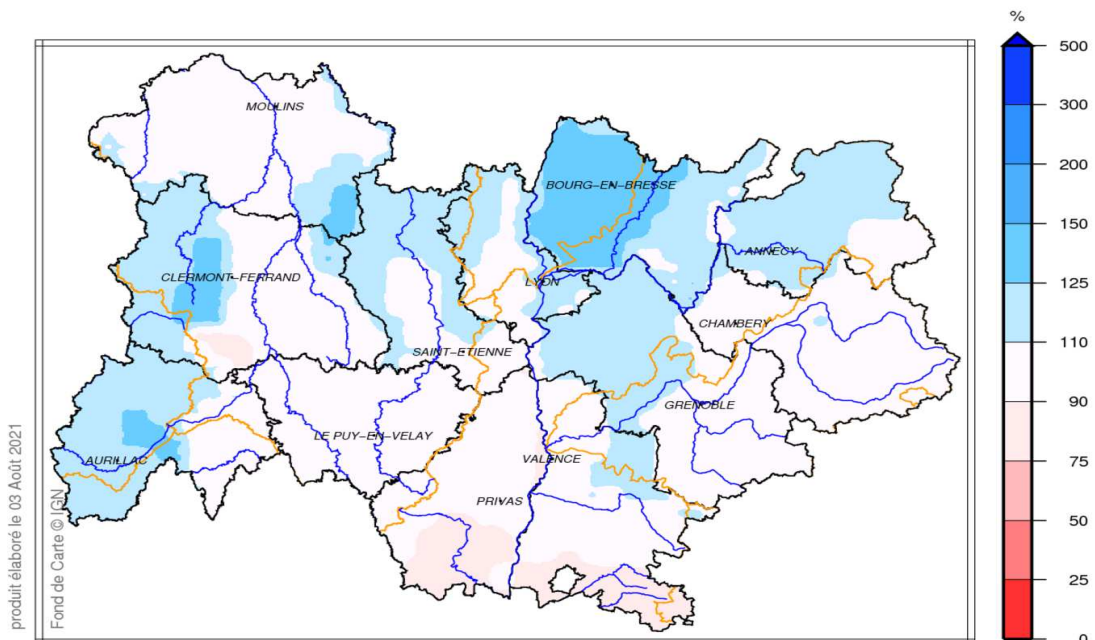 %
500
300
200
150
125
110
90
75
50
25
0
MOULINS
BOURG-EN-BRESSE
CLERMONT-FERRAND
LYON
ANNECY
CHAMBERY
SAINT-ETIENNE
GRENOBLE
LE PUY-EN-VELAY
AURILLAC
VALENCE
PRIVAS
produit élaboré le 03 Août 2021
Fond de Carte © IGN